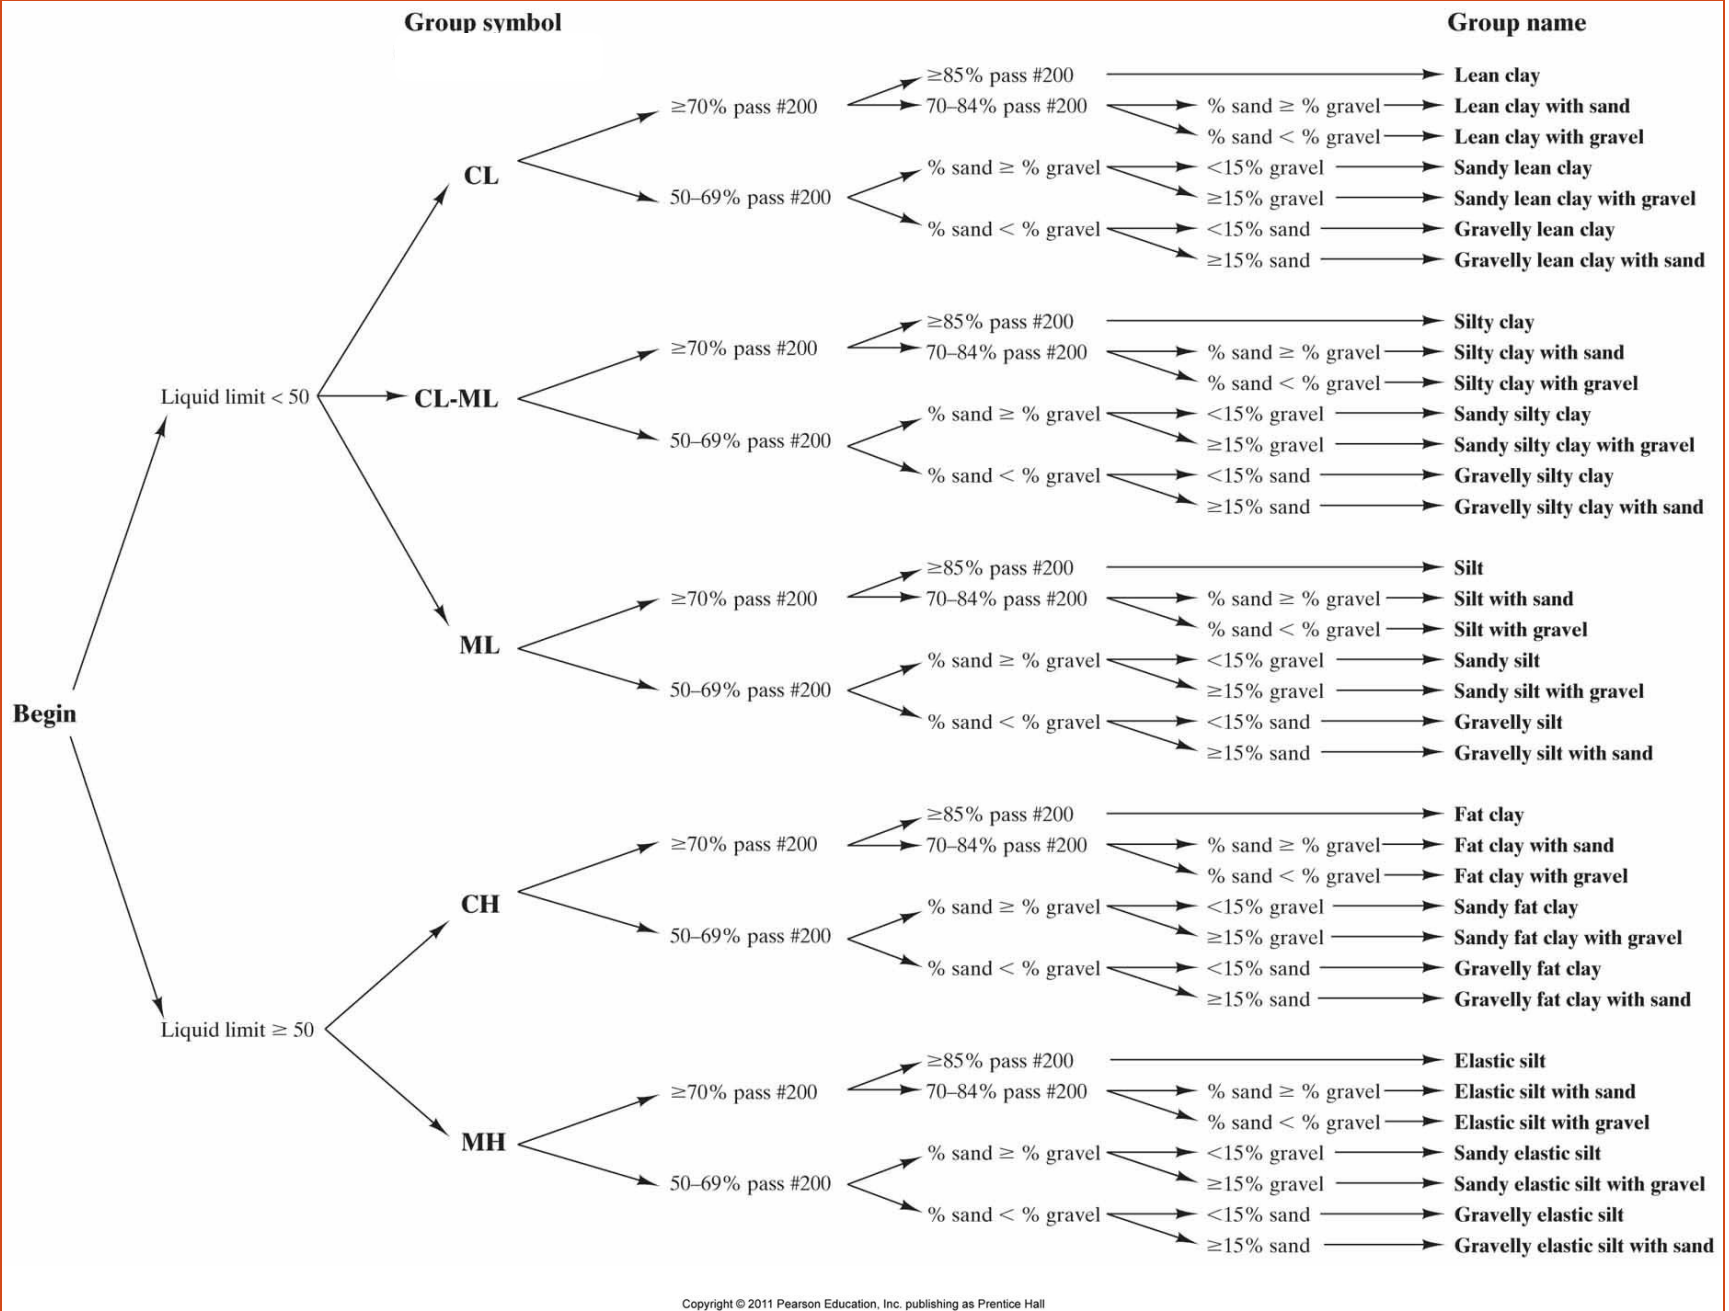 Group symbol Group name
≥85% pass #200 Lean clay
≥70% pass #200 70–84% pass #200 % sand ≥ % gravel Lean clay with sand
% sand < % gravel Lean clay with gravel
CL % sand ≥ % gravel <15% gravel Sandy lean clay
50–69% pass #200 ≥15% gravel Sandy lean clay with gravel
% sand < % gravel <15% sand Gravelly lean clay
≥15% sand Gravelly lean clay with sand
≥85% pass #200 Silty clay
≥70% pass #200 70–84% pass #200 % sand ≥ % gravel Silty clay with sand
% sand < % gravel Silty clay with gravel
Liquid limit < 50 CL-ML % sand ≥ % gravel <15% gravel Sandy silty clay
50–69% pass #200 ≥15% gravel Sandy silty clay with gravel
% sand < % gravel <15% sand Gravelly silty clay
≥15% sand Gravelly silty clay with sand
≥85% pass #200 Silt
≥70% pass #200 70–84% pass #200 % sand ≥ % gravel Silt with sand
% sand < % gravel Silt with gravel
ML % sand ≥ % gravel <15% gravel Sandy silt
50–69% pass #200 ≥15% gravel Sandy silt with gravel
Begin % sand < % gravel <15% sand Gravelly silt
≥15% sand Gravelly silt with sand
≥85% pass #200 Fat clay
≥70% pass #200 70–84% pass #200 % sand ≥ % gravel Fat clay with sand
% sand < % gravel Fat clay with gravel
CH % sand ≥ % gravel <15% gravel Sandy fat clay
50–69% pass #200 ≥15% gravel Sandy fat clay with gravel
% sand < % gravel <15% sand Gravelly fat clay
≥15% sand Gravelly fat clay with sand
Liquid limit ≥ 50
≥85% pass #200 Elastic silt
≥70% pass #200 70–84% pass #200 % sand ≥ % gravel Elastic silt with sand
% sand < % gravel Elastic silt with gravel
MH % sand ≥ % gravel <15% gravel Sandy elastic silt
50–69% pass #200 ≥15% gravel Sandy elastic silt with gravel
% sand < % gravel <15% sand Gravelly elastic silt
≥15% sand Gravelly elastic silt with sand
Copyright © 2011 Pearson Education, Inc. publishing as Prentice Hall